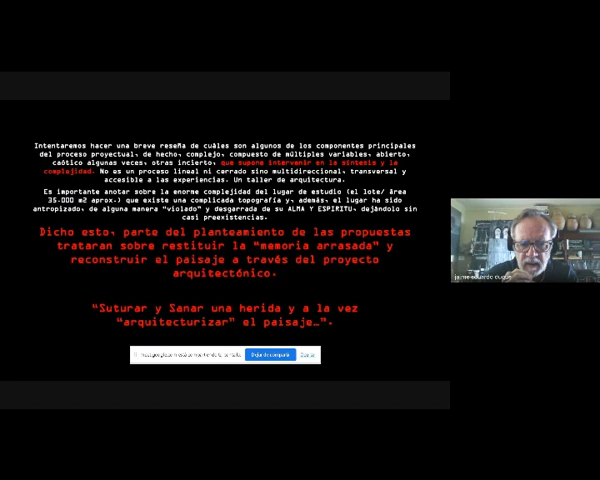 Intentaremos hacer una breve reseña de cuáles son algunos de los componentes principales
del proceso proyectual, de hecho, complejo, compuesto de múltiples variables, abierto,
caótico algunas veces, otras incierto, que supone intervenir en la síntesis y la
complejidad. No es un proceso lineal ni cerrado sino multidireccional, transversal y
accesible a las experiencias. Un taller de arquitectura.
Es importante anotar sobre la enorme complejidad del lugar de estudio (el lote/ área
35.000 m2 aprox.) que existe una complicada topografía y, además, el lugar ha sido
antropizado, de alguna manera “violado” y desgarrada de su ALMA Y ESPIRITU, dejándolo sin
casi preexistencias.
Dicho esto, parte del planteamiento de las propuestas
trataran sobre restituir la “memoria arrasada” y
reconstruir el paisaje a través del proyecto
arquitectónico.
“Suturar y Sanar una herida y a la vez
“arquitecturizar” el paisaje…”.
jaime eduardo duque